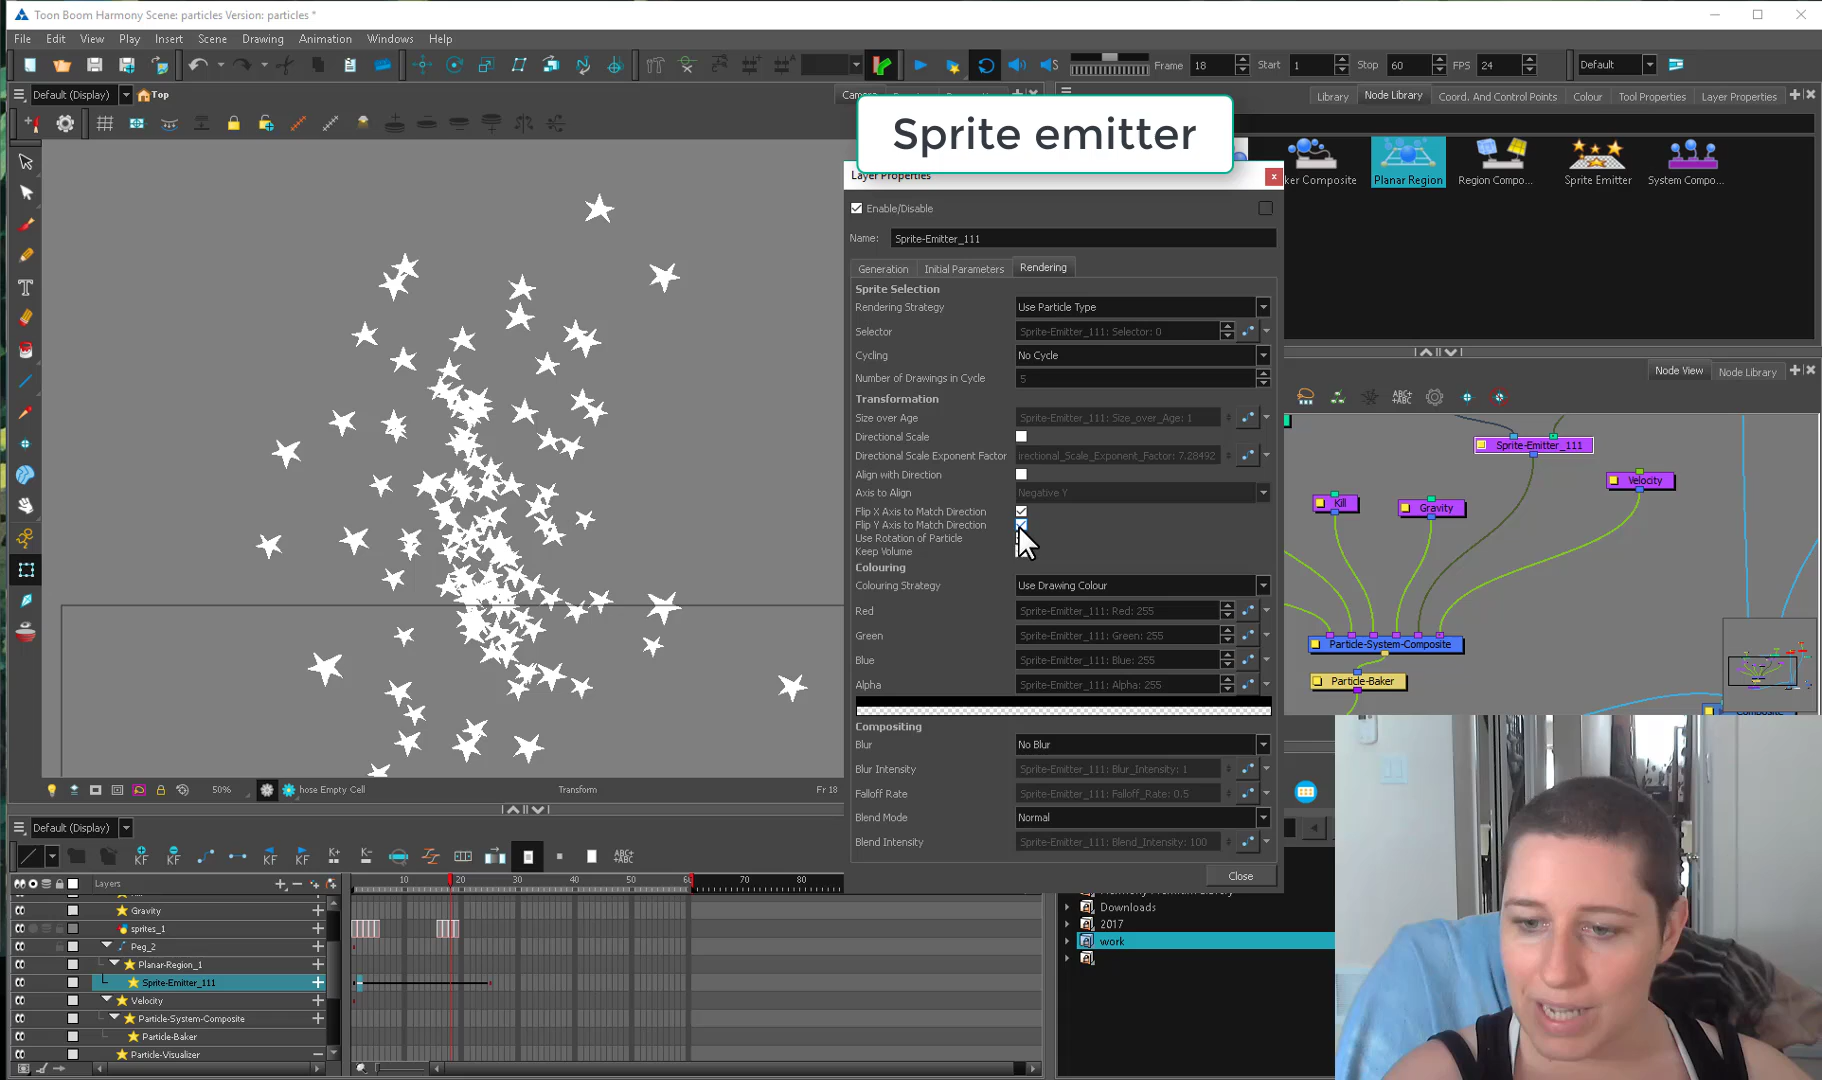 Toon Boom Harmony Scene: particles Version: particles *
File Edit View Play Insert Scene Drawing Animation Windows Help
Frame 18 Start 1 Stop 60 FPS 24 Default
Default (Display) Top
Library Node Library Coord. And Control Points Colour Tool Properties Layer Properties
Sprite emitter
Planar Region Region Compo... Sprite Emitter System Compo...
Layer Properties
Enable/Disable
Name: Sprite-Emitter_111
Generation Initial Parameters Rendering
Sprite Selection
Rendering Strategy Use Particle Type
Selector Sprite-Emitter_111: Selector: 0
Cycling No Cycle
Number of Drawings in Cycle 5
Transformation
Size over Age Sprite-Emitter_111: Size_over_Age: 1
Directional Scale
Directional Scale Exponent Factor irectional_Scale_Exponent_Factor: 7.28492
Align with Direction
Axis to Align Negative Y
Flip X Axis to Match Direction
Flip Y Axis to Match Direction
Use Rotation of Particle
Keep Volume
Colouring
Colouring Strategy Use Drawing Colour
Red Sprite-Emitter_111: Red: 255
Green Sprite-Emitter_111: Green: 255
Blue Sprite-Emitter_111: Blue: 255
Alpha Sprite-Emitter_111: Alpha: 255
Compositing
Blur No Blur
Blur Intensity Sprite-Emitter_111: Blur_Intensity: 1
Falloff Rate Sprite-Emitter_111: Falloff_Rate: 0.5
Blend Mode Normal
Blend Intensity Sprite-Emitter_111: Blend_Intensity: 100
Close
Node View Node Library
Sprite-Emitter_111
Velocity
Kill Gravity
Particle-System-Composite
Particle-Baker
50% hose Empty Cell Transform Fr 18
Default (Display)
Layers 10 20 30 40 50 60 70 80
Gravity
sprites_1
Peg_2
Planar-Region_1
Sprite-Emitter_111
Velocity
Particle-System-Composite
Particle-Baker
Particle-Visualizer
Downloads
2017
work